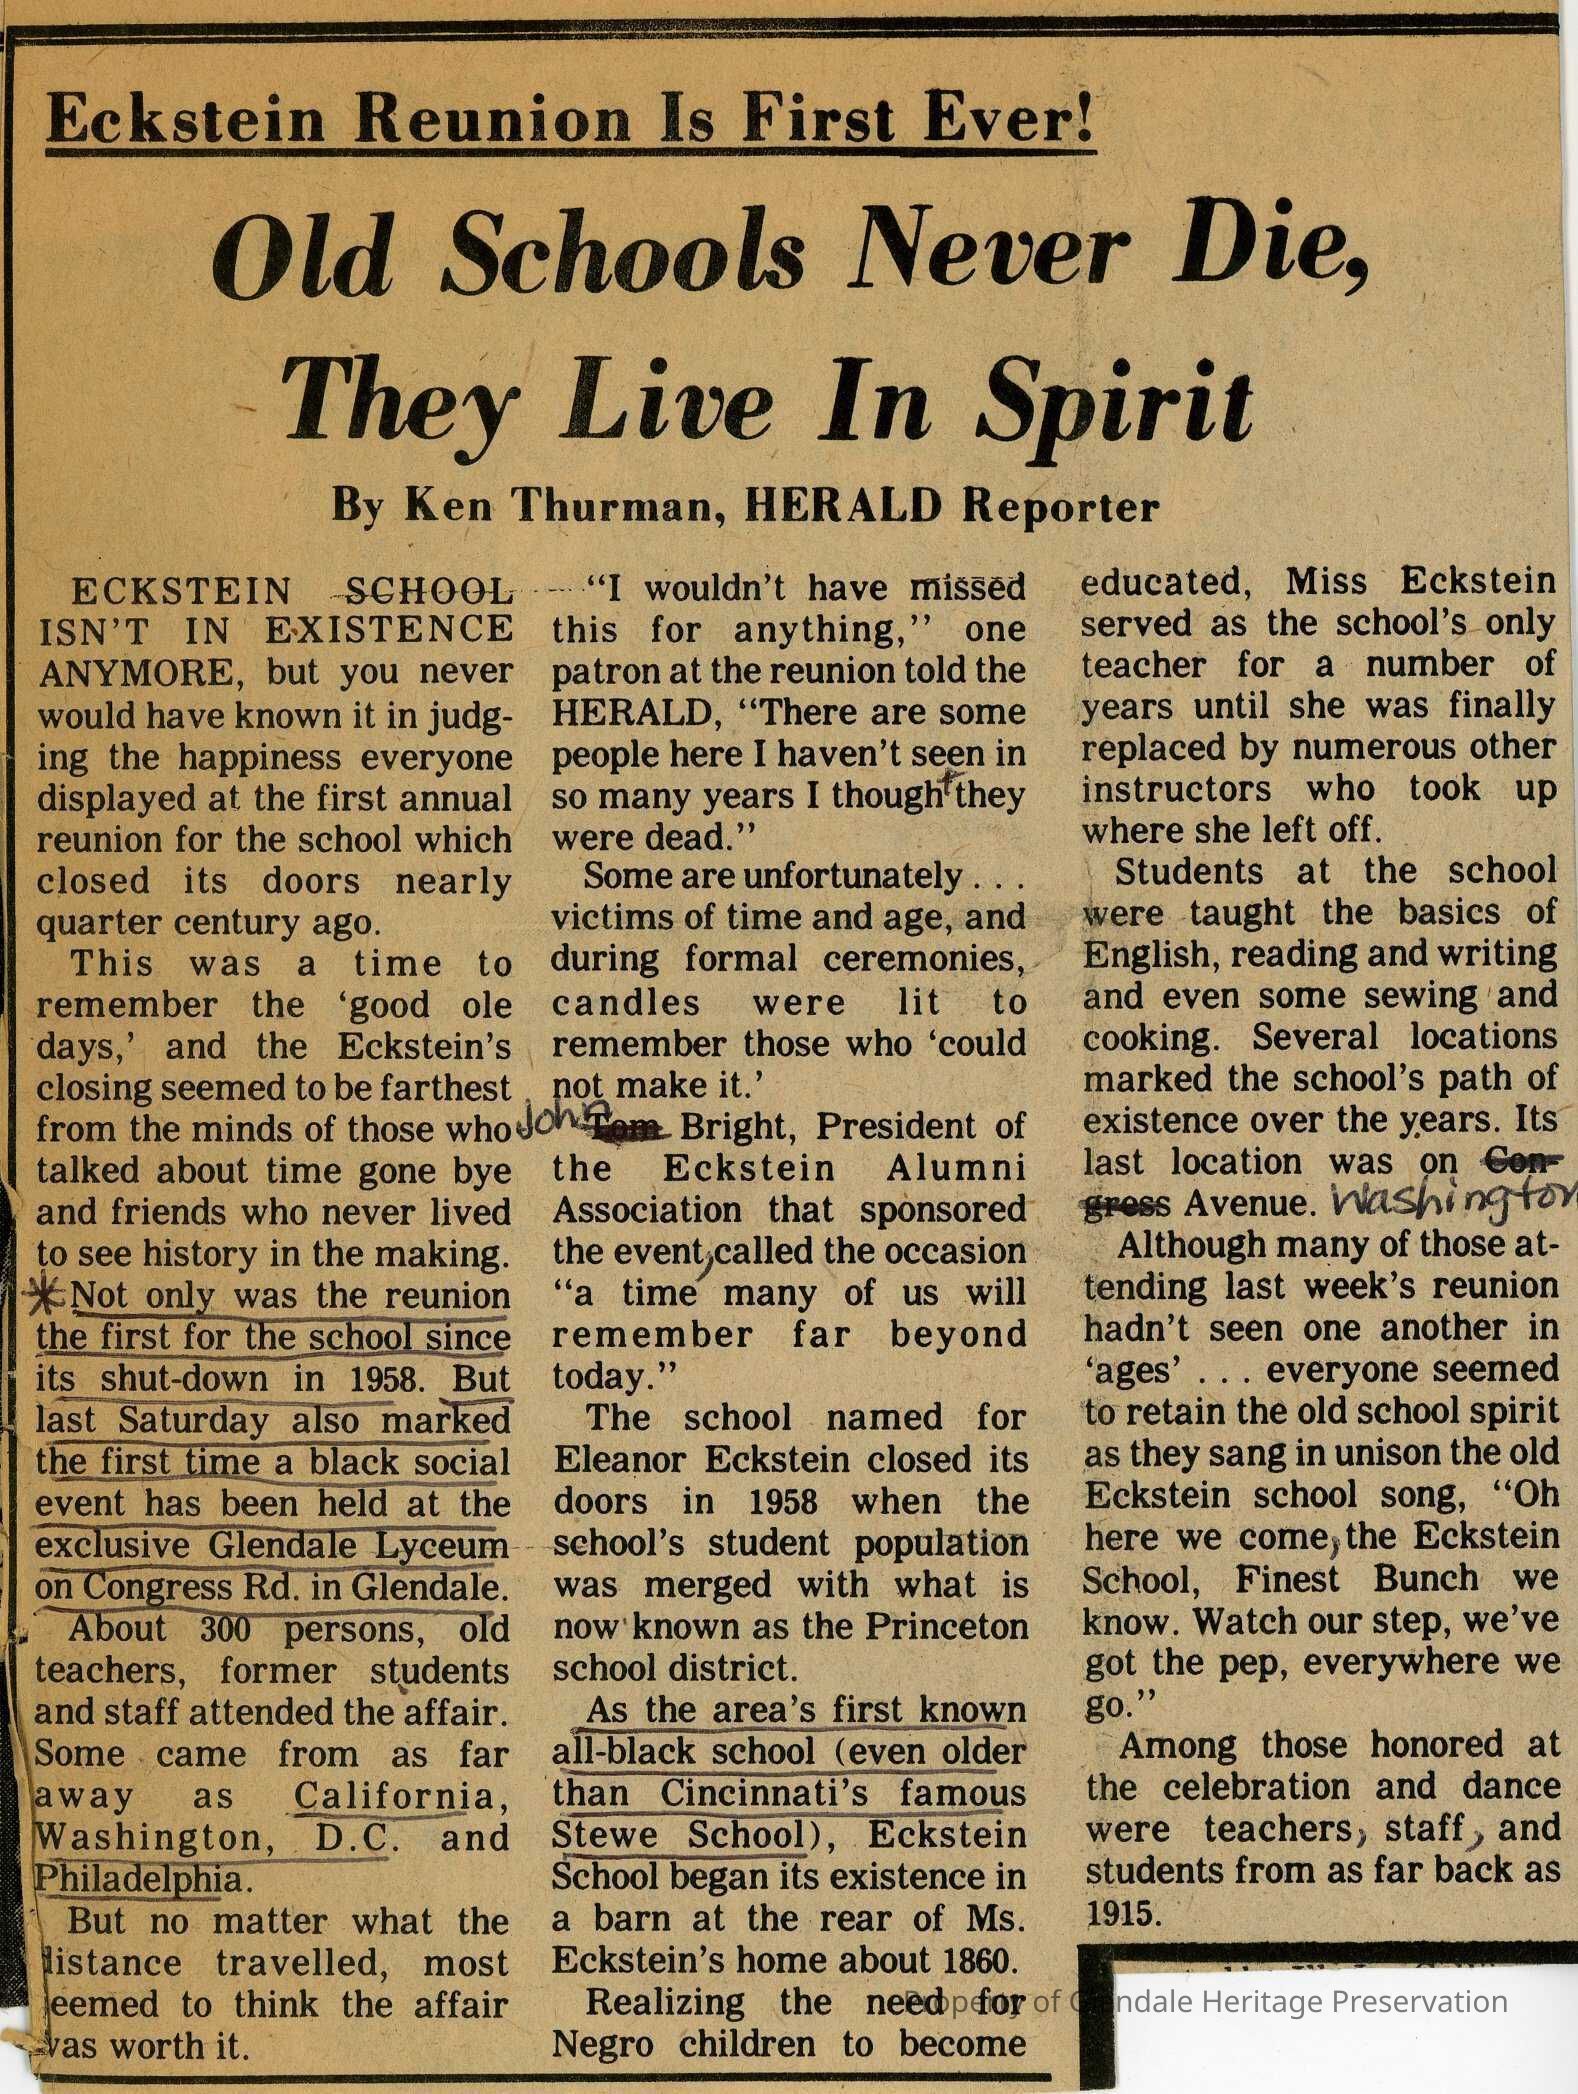 Eckstein Reunion Is First Ever!
Old Schools Never Die,
They Live In Spirit
By Ken Thurman, HERALD Reporter
ECKSTEIN SCHOOL
ISN'T IN EXISTENCE
ANYMORE, but you never
would have known it in judg-
ing the happiness everyone
displayed at the first annual
reunion for the school which
closed its doors nearly
quarter century ago.
This was a time to
remember the 'good ole
days,' and the Eckstein's
closing seemed to be farthest
from the minds of those who
talked about time gone bye
and friends who never lived
to see history in the making.
* Not only was the reunion
the first for the school since
its shut-down in 1958. But
last Saturday also marked
the first time a black social
event has been held at the
exclusive Glendale Lyceum
on Congress Rd. in Glendale.
About 300 persons, old
teachers, former students
and staff attended the affair.
Some came from as far
away as California,
Washington, D.C. and
Philadelphia.
But no matter what the
distance travelled, most
seemed to think the affair
was worth it.
"I wouldn't have missed
this for anything," one
patron at the reunion told the
HERALD, "There are some
people here I haven't seen in
so many years I thought they
were dead."
Some are unfortunately . . .
victims of time and age, and
during formal ceremonies,
candles were lit to
remember those who 'could
not make it.'
John Tom Bright, President of
the Eckstein Alumni
Association that sponsored
the event, called the occasion
"a time many of us will
remember far beyond
today."
The school named for
Eleanor Eckstein closed its
doors in 1958 when the
school's student population
was merged with what is
now known as the Princeton
school district.
As the area's first known
all-black school (even older
than Cincinnati's famous
Stewe School), Eckstein
School began its existence in
a barn at the rear of Ms.
Eckstein's home about 1860.
Realizing the need for
Negro children to become
educated, Miss Eckstein
served as the school's only
teacher for a number of
years until she was finally
replaced by numerous other
instructors who took up
where she left off.
Students at the school
were taught the basics of
English, reading and writing
and even some sewing and
cooking. Several locations
marked the school's path of
existence over the years. Its
last location was on Con-
gress Avenue. Washington
Although many of those at-
tending last week's reunion
hadn't seen one another in
'ages' . . . everyone seemed
to retain the old school spirit
as they sang in unison the old
Eckstein school song, "Oh
here we come, the Eckstein
School, Finest Bunch we
know. Watch our step, we've
got the pep, everywhere we
go."
Among those honored at
the celebration and dance
were teachers, staff, and
students from as far back as
1915.
Property of Glendale Heritage Preservation